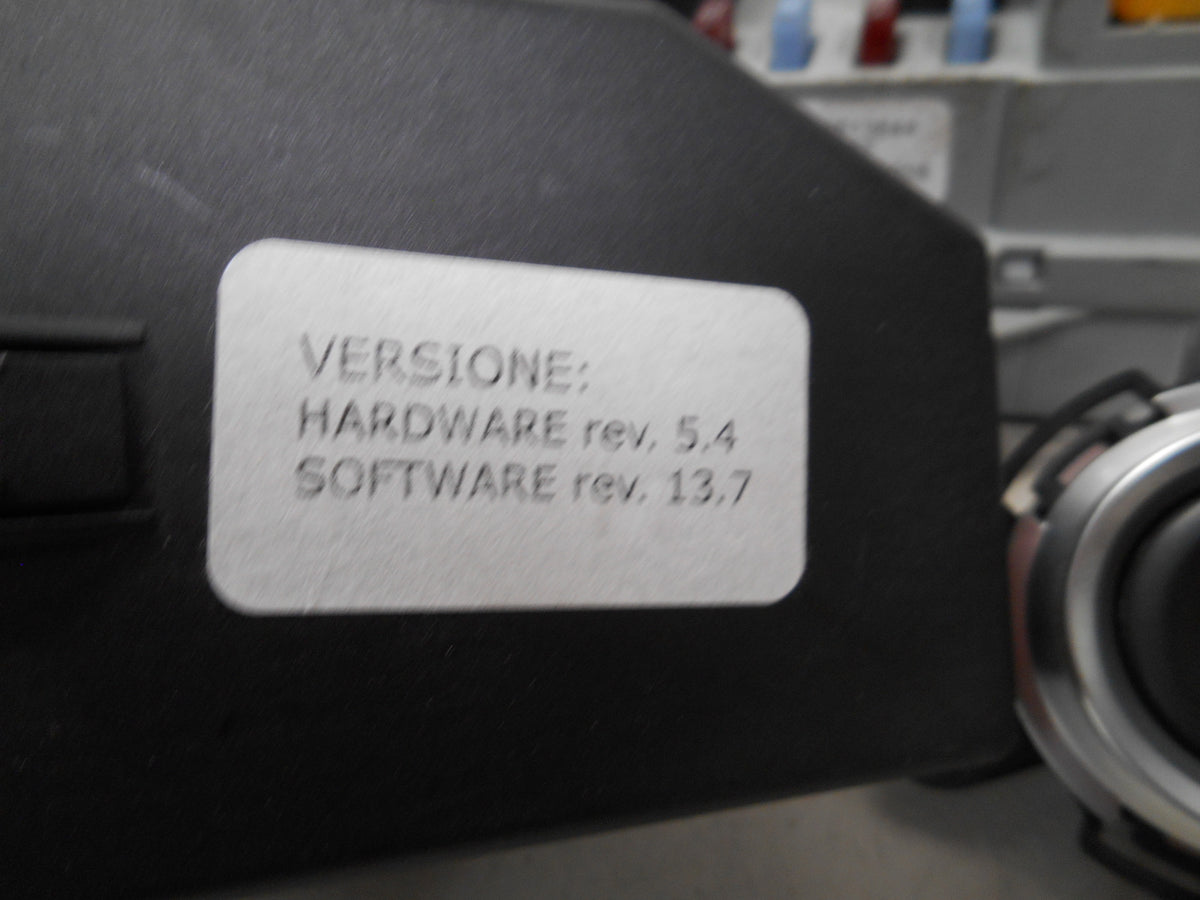 VERSIONE:
HARDWARE rev. 5.4
SOFTWARE rev. 13.7